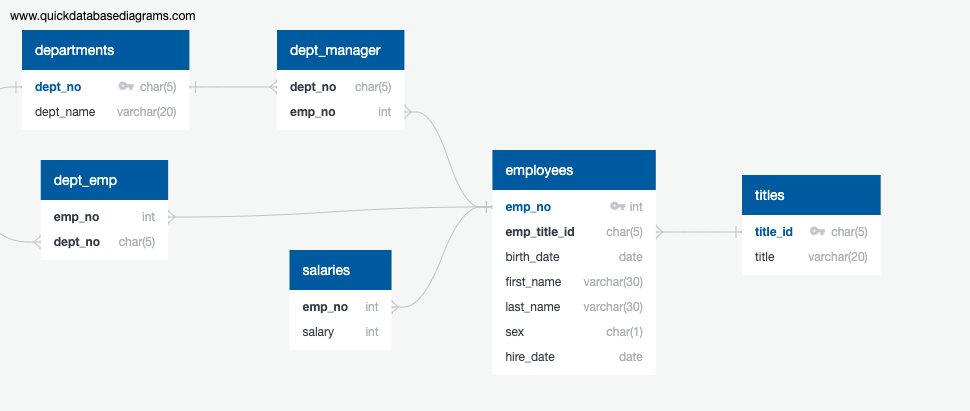 www.quickdatabasediagrams.com
departments
dept_no char(5)
dept_name varchar(20)
dept_manager
dept_no char(5)
emp_no int
dept_emp
emp_no int
dept_no char(5)
salaries
emp_no int
salary int
employees
emp_no int
emp_title_id char(5)
birth_date date
first_name varchar(30)
last_name varchar(30)
sex char(1)
hire_date date
titles
title_id char(5)
title varchar(20)